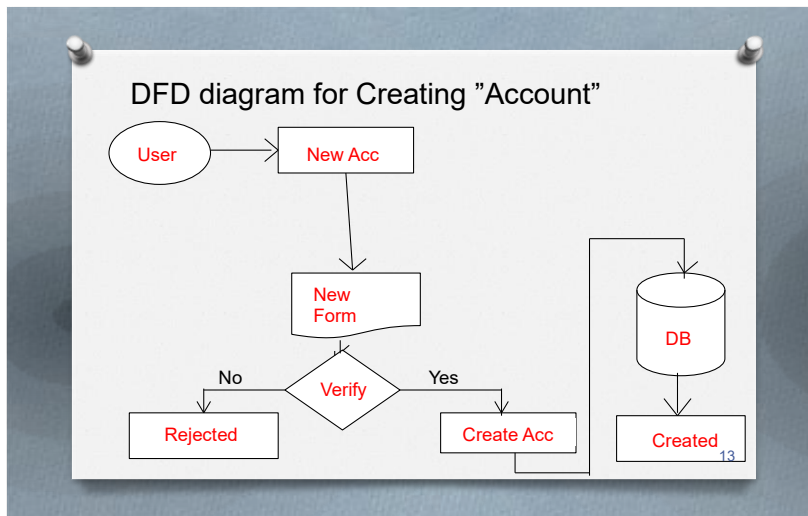 DFD diagram for Creating ”Account”
User
New Acc
New
Form
Verify
No
Yes
Rejected
Create Acc
DB
Created
13